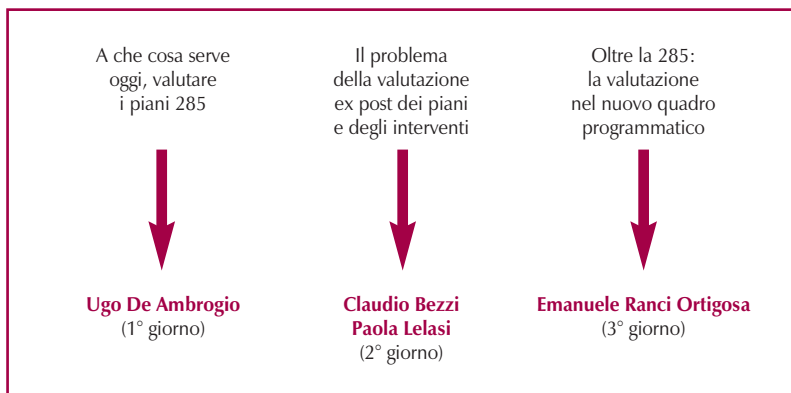 A che cosa serve
oggi, valutare
i piani 285
Ugo De Ambrogio
(1° giorno)
Il problema
della valutazione
ex post dei piani
e degli interventi
Claudio Bezzi
Paola Lelasi
(2° giorno)
Oltre la 285:
la valutazione
nel nuovo quadro
programmatico
Emanuele Ranci Ortigosa
(3° giorno)